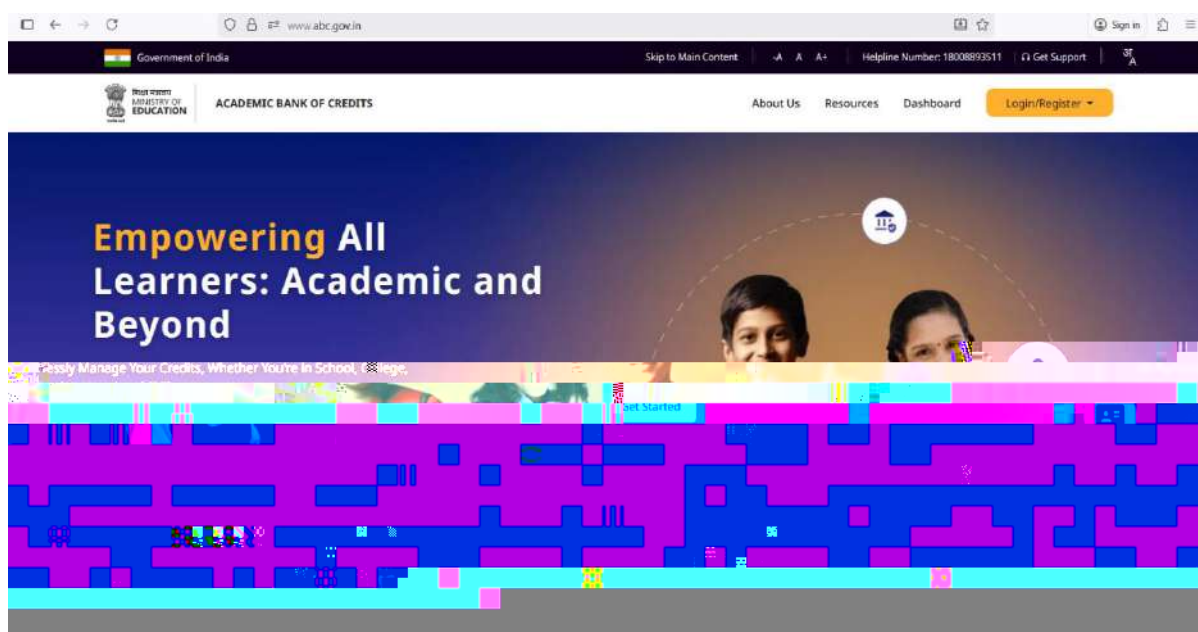 www.abc.gov.in
Sign in
Government of India
Skip to Main Content
-A A A+
Helpline Number: 18008893511
Get Support
अ
A
MINISTRY OF
EDUCATION
ACADEMIC BANK OF CREDITS
About Us
Resources
Dashboard
Login/Register
Empowering All
Learners: Academic and
Beyond
Manage Your Credits, Whether You're in School,
Get Started